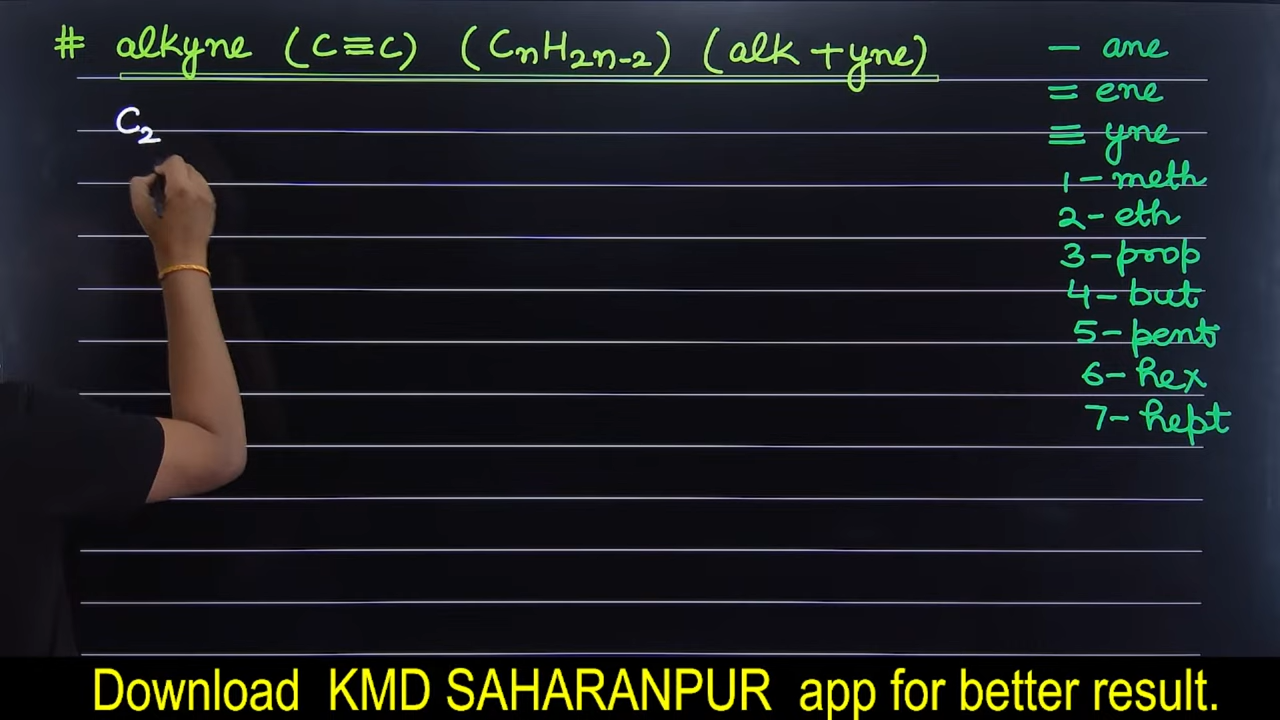 # alkyne (C≡C) (CₙH₂ₙ₋₂) (alk + yne)
C₂
— ane
= ene
≡ yne
1 - meth
2 - eth
3 - prop
4 - but
5 - pent
6 - hex
7 - hept
Download KMD SAHARANPUR app for better result.